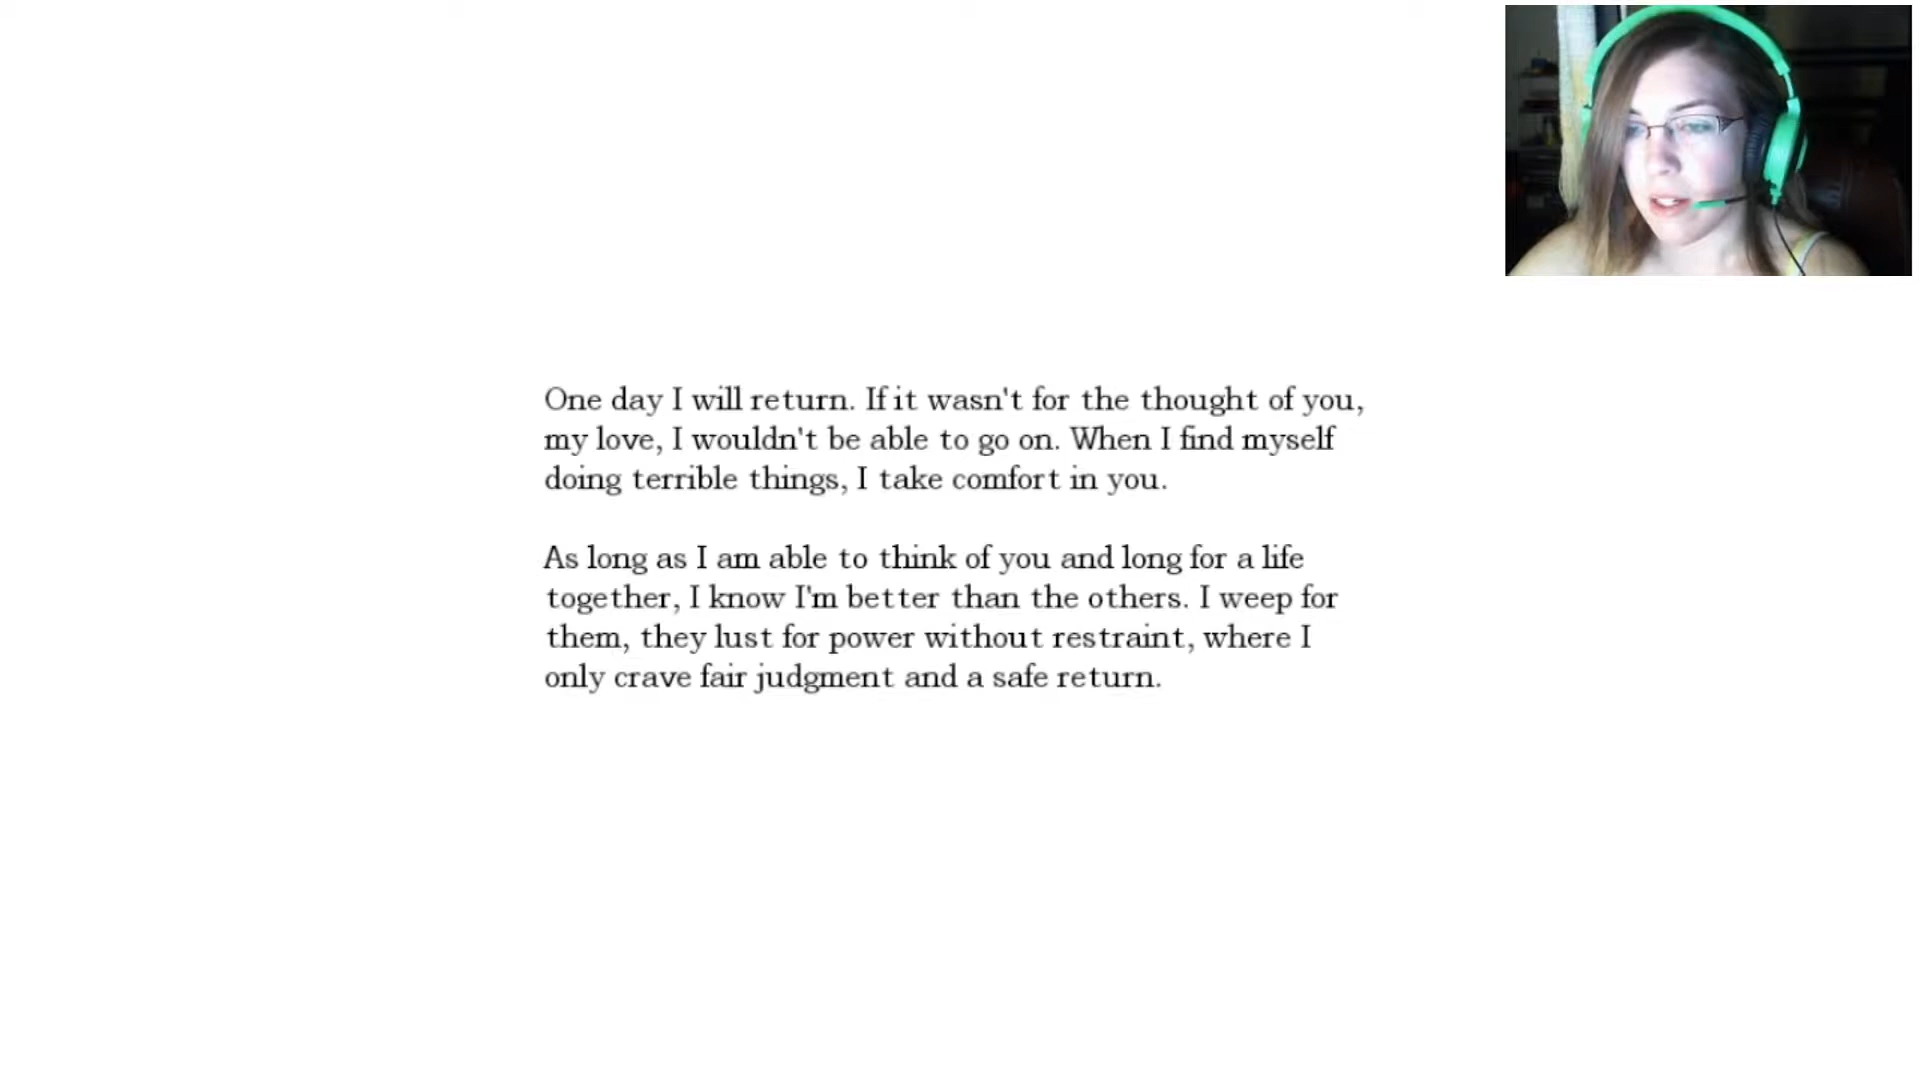 One day I will return. If it wasn't for the thought of you,
my love, I wouldn't be able to go on. When I find myself
doing terrible things, I take comfort in you.
As long as I am able to think of you and long for a life
together, I know I'm better than the others. I weep for
them, they lust for power without restraint, where I
only crave fair judgment and a safe return.